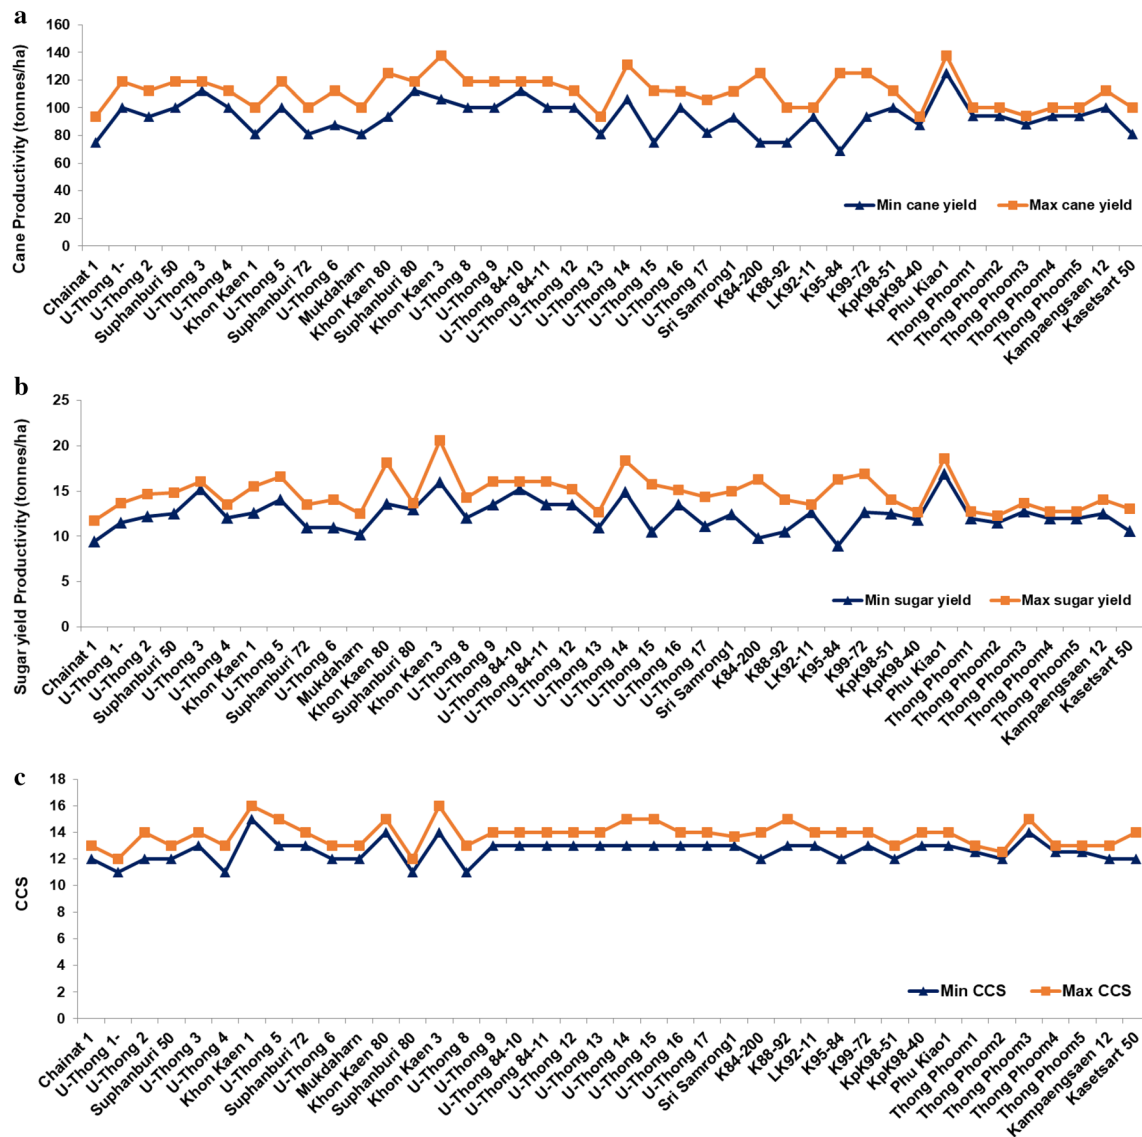 a
Cane Productivity (tonnes/ha)
160
140
120
100
80
60
40
20
0
Min cane yield
Max cane yield
Chainat 1
U-Thong 1-
U-Thong 2
Suphanburi 50
U-Thong 3
U-Thong 4
Khon Kaen 1
U-Thong 5
Suphanburi 72
U-Thong 6
Mukdaharn
Khon Kaen 80
Suphanburi 80
Khon Kaen 3
U-Thong 8
U-Thong 9
U-Thong 84-10
U-Thong 84-11
U-Thong 12
U-Thong 13
U-Thong 14
U-Thong 15
U-Thong 16
U-Thong 17
Sri Samrong1
K84-200
K88-92
LK92-11
K95-84
K99-72
KpK98-51
KpK98-40
Phu Kiao1
Thong Phoom1
Thong Phoom2
Thong Phoom3
Thong Phoom4
Thong Phoom5
Kampaengsaen 12
Kasetsart 50
b
Sugar yield Productivity (tonnes/ha)
25
20
15
10
5
0
Min sugar yield
Max sugar yield
Chainat 1
U-Thong 1-
U-Thong 2
Suphanburi 50
U-Thong 3
U-Thong 4
Khon Kaen 1
U-Thong 5
Suphanburi 72
U-Thong 6
Mukdaharn
Khon Kaen 80
Suphanburi 80
Khon Kaen 3
U-Thong 8
U-Thong 9
U-Thong 84-10
U-Thong 84-11
U-Thong 12
U-Thong 13
U-Thong 14
U-Thong 15
U-Thong 16
U-Thong 17
Sri Samrong1
K84-200
K88-92
LK92-11
K95-84
K99-72
KpK98-51
KpK98-40
Phu Kiao1
Thong Phoom1
Thong Phoom2
Thong Phoom3
Thong Phoom4
Thong Phoom5
Kampaengsaen 12
Kasetsart 50
c
CCS
18
16
14
12
10
8
6
4
2
0
Min CCS
Max CCS
Chainat 1
U-Thong 1-
U-Thong 2
Suphanburi 50
U-Thong 3
U-Thong 4
Khon Kaen 1
U-Thong 5
Suphanburi 72
U-Thong 6
Mukdaharn
Khon Kaen 80
Suphanburi 80
Khon Kaen 3
U-Thong 8
U-Thong 9
U-Thong 84-10
U-Thong 84-11
U-Thong 12
U-Thong 13
U-Thong 14
U-Thong 15
U-Thong 16
U-Thong 17
Sri Samrong1
K84-200
K88-92
LK92-11
K95-84
K99-72
KpK98-51
KpK98-40
Phu Kiao1
Thong Phoom1
Thong Phoom2
Thong Phoom3
Thong Phoom4
Thong Phoom5
Kampaengsaen 12
Kasetsart 50